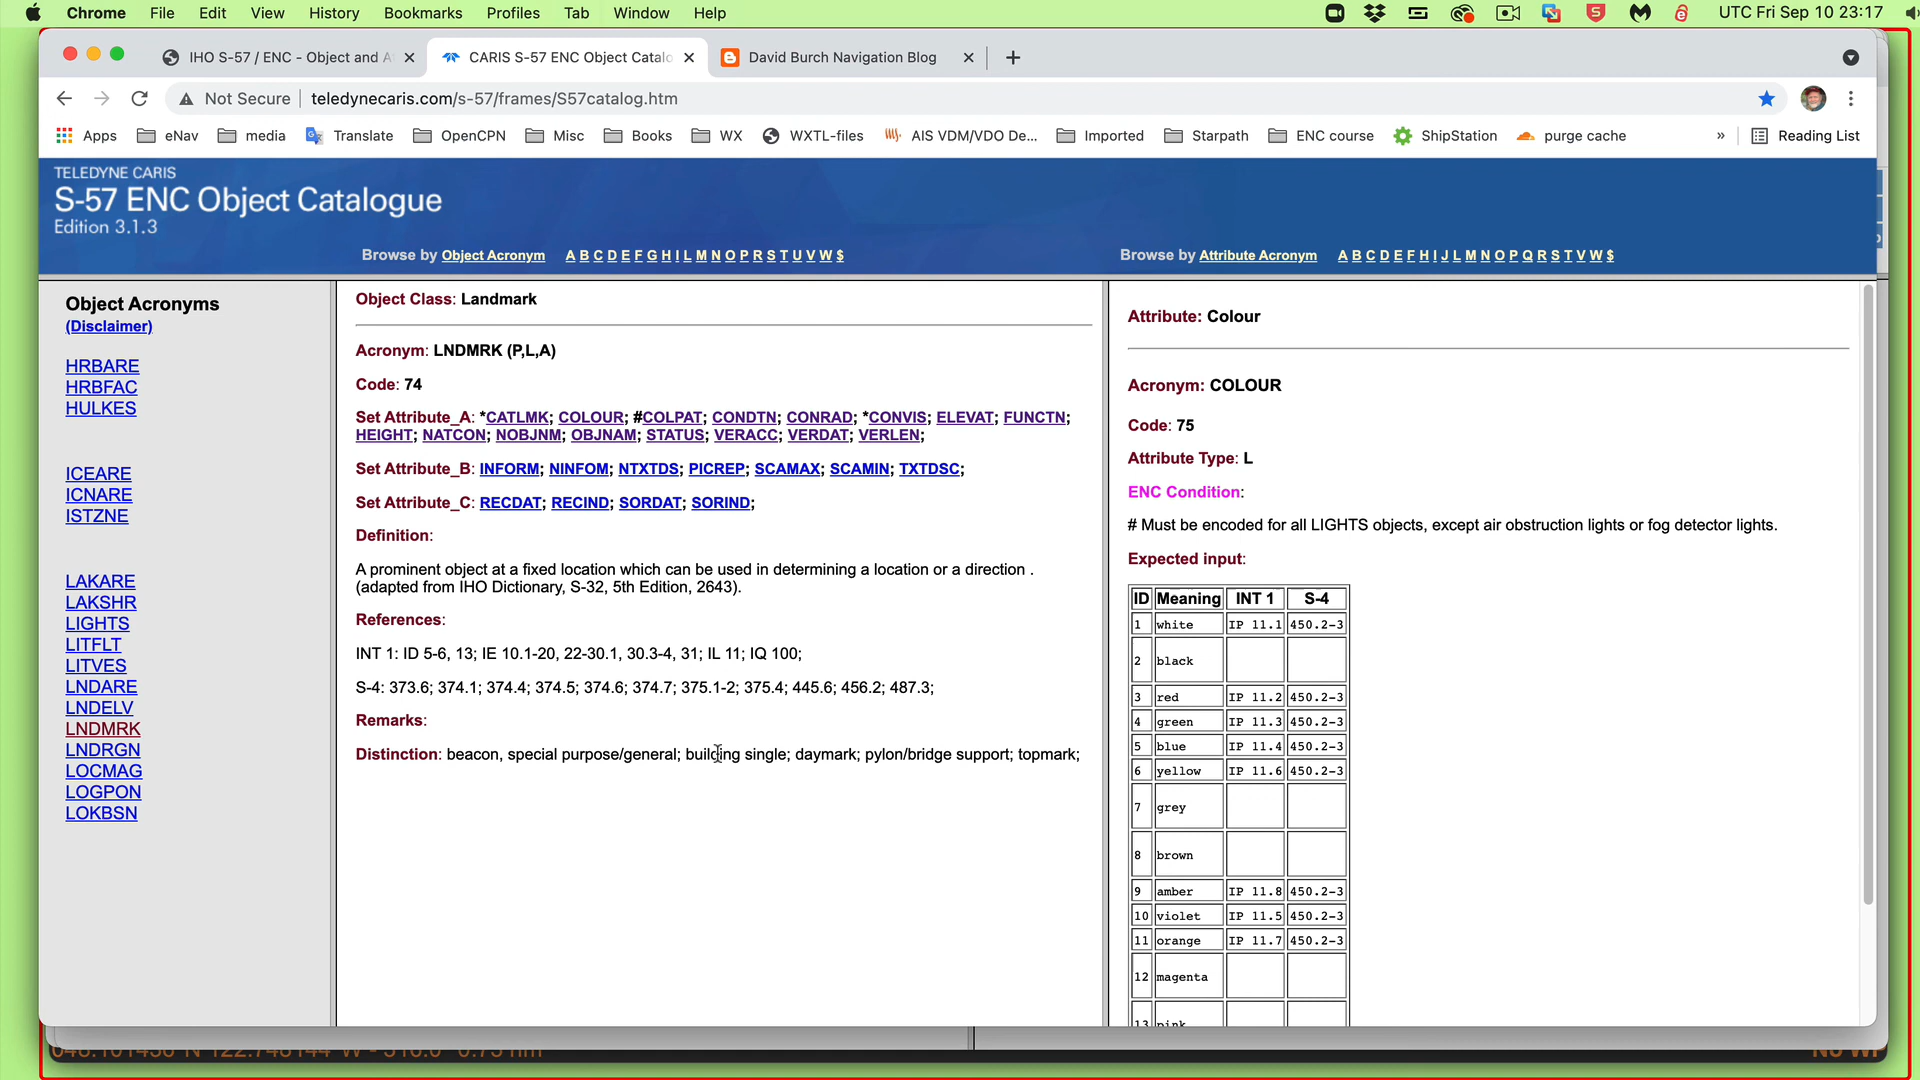 Chrome File Edit View History Bookmarks Profiles Tab Window Help UTC Fri Sep 10 23:17
IHO S-57 / ENC - Object and A
CARIS S-57 ENC Object Catalo
David Burch Navigation Blog
Not Secure teledynecaris.com/s-57/frames/S57catalog.htm
Apps eNav media Translate OpenCPN Misc Books WX WXTL-files AIS VDM/VDO De... Imported Starpath ENC course ShipStation purge cache » Reading List
TELEDYNE CARIS
S-57 ENC Object Catalogue
Edition 3.1.3
Browse by Object Acronym A B C D E F G H I L M N O P R S T U V W $
Browse by Attribute Acronym A B C D E F H I J L M N O P Q R S T V W $
Object Acronyms
(Disclaimer)
HRBARE
HRBFAC
HULKES
ICEARE
ICNARE
ISTZNE
LAKARE
LAKSHR
LIGHTS
LITFLT
LITVES
LNDARE
LNDELV
LNDMRK
LNDRGN
LOCMAG
LOGPON
LOKBSN
Object Class: Landmark
Acronym: LNDMRK (P,L,A)
Code: 74
Set Attribute_A: *CATLMK; COLOUR; #COLPAT; CONDTN; CONRAD; *CONVIS; ELEVAT; FUNCTN;
HEIGHT; NATCON; NOBJNM; OBJNAM; STATUS; VERACC; VERDAT; VERLEN;
Set Attribute_B: INFORM; NINFOM; NTXTDS; PICREP; SCAMAX; SCAMIN; TXTDSC;
Set Attribute_C: RECDAT; RECIND; SORDAT; SORIND;
Definition:
A prominent object at a fixed location which can be used in determining a location or a direction .
(adapted from IHO Dictionary, S-32, 5th Edition, 2643).
References:
INT 1: ID 5-6, 13; IE 10.1-20, 22-30.1, 30.3-4, 31; IL 11; IQ 100;
S-4: 373.6; 374.1; 374.4; 374.5; 374.6; 374.7; 375.1-2; 375.4; 445.6; 456.2; 487.3;
Remarks:
Distinction: beacon, special purpose/general; building single; daymark; pylon/bridge support; topmark;
Attribute: Colour
Acronym: COLOUR
Code: 75
Attribute Type: L
ENC Condition:
# Must be encoded for all LIGHTS objects, except air obstruction lights or fog detector lights.
Expected input:
ID Meaning INT 1 S-4
1 white IP 11.1 450.2-3
2 black
3 red IP 11.2 450.2-3
4 green IP 11.3 450.2-3
5 blue IP 11.4 450.2-3
6 yellow IP 11.6 450.2-3
7 grey
8 brown
9 amber IP 11.8 450.2-3
10 violet IP 11.5 450.2-3
11 orange IP 11.7 450.2-3
12 magenta
13 pink